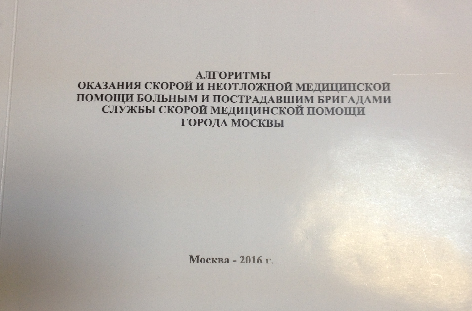 АЛГОРИТМЫ
ОКАЗАНИЯ СКОРОЙ И НЕОТЛОЖНОЙ МЕДИЦИНСКОЙ
ПОМОЩИ БОЛЬНЫМ И ПОСТРАДАВШИМ БРИГАДАМИ
СЛУЖБЫ СКОРОЙ МЕДИЦИНСКОЙ ПОМОЩИ
ГОРОДА МОСКВЫ
Москва - 2016 г.